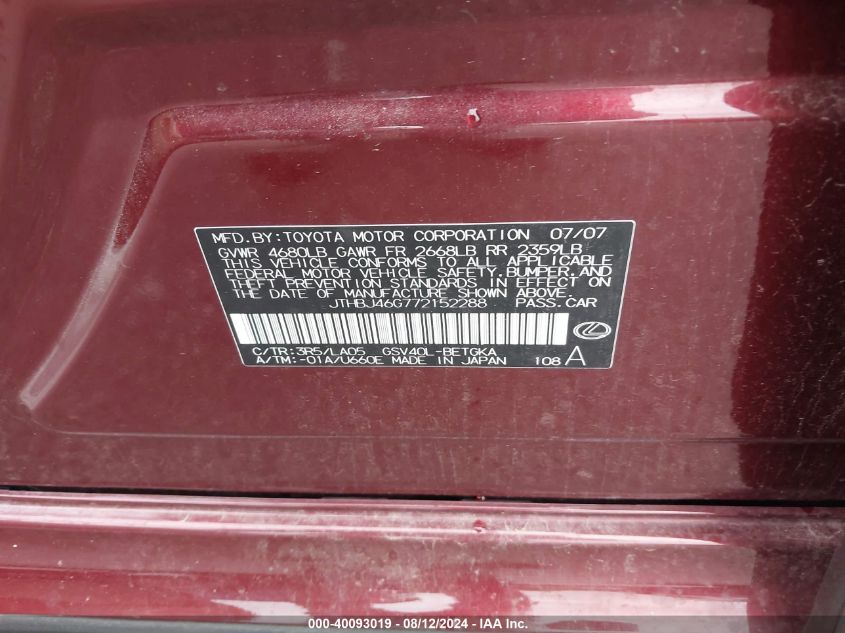 MFD.BY:TOYOTA MOTOR CORPORATION 07/07
GVWR 4680LB GAWR FR 2668LB RR 2359LB
THIS VEHICLE CONFORMS TO ALL APPLICABLE
FEDERAL MOTOR VEHICLE SAFETY,BUMPER,AND
THEFT PREVENTION STANDARDS IN EFFECT ON
THE DATE OF MANUFACTURE SHOWN ABOVE.
JTHBJ46G772152288 PASS.CAR
C/TR:3R5/LA05 GSV40L-BETGKA
A/TM:-01A/U660E MADE IN JAPAN 108 A
000-40093019 - 08/12/2024 - IAA Inc.